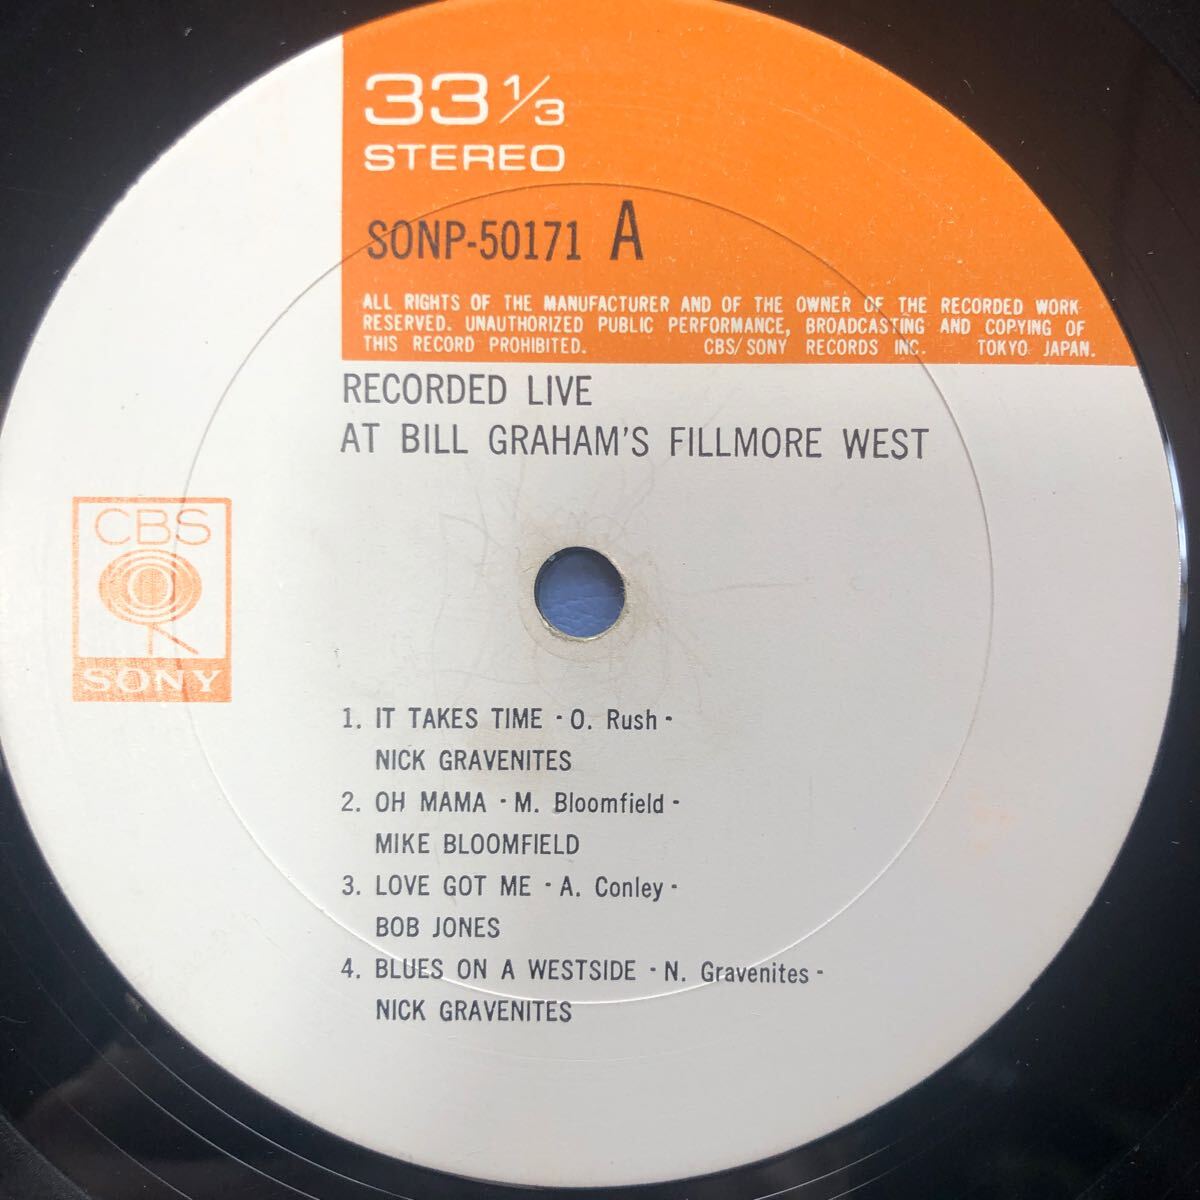 33 1/3
STEREO
SONP-50171 A
ALL RIGHTS OF THE MANUFACTURER AND OF THE OWNER OF THE RECORDED WORK
RESERVED. UNAUTHORIZED PUBLIC PERFORMANCE, BROADCASTING AND COPYING OF
THIS RECORD PROHIBITED. CBS/SONY RECORDS INC. TOKYO JAPAN.
RECORDED LIVE
AT BILL GRAHAM'S FILLMORE WEST
CBS
SONY
1. IT TAKES TIME · O. Rush ·
NICK GRAVENITES
2. OH MAMA · M. Bloomfield ·
MIKE BLOOMFIELD
3. LOVE GOT ME · A. Conley ·
BOB JONES
4. BLUES ON A WESTSIDE · N. Gravenites ·
NICK GRAVENITES